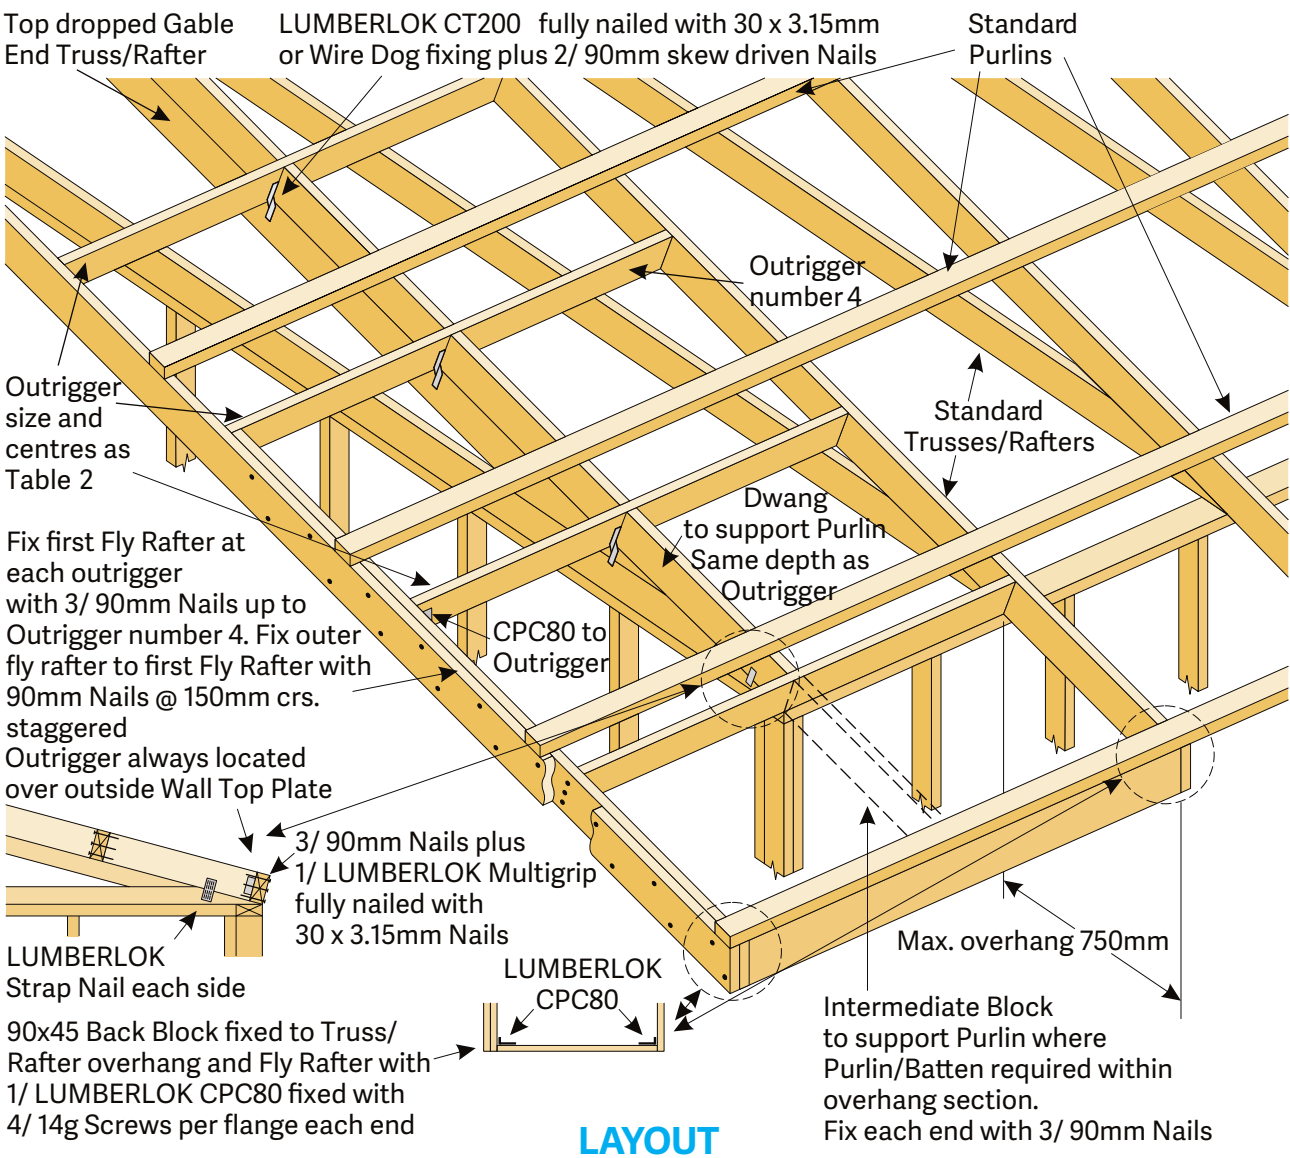 Top dropped Gable
End Truss/Rafter
LUMBERLOK CT200 fully nailed with 30 x 3.15mm
or Wire Dog fixing plus 2/ 90mm skew driven Nails
Standard
Purlins
Outrigger
number 4
Outrigger
size and
centres as
Table 2
Standard
Trusses/Rafters
Dwang
to support Purlin
Same depth as
Outrigger
Fix first Fly Rafter at
each outrigger
with 3/ 90mm Nails up to
Outrigger number 4. Fix outer
fly rafter to first Fly Rafter with
90mm Nails @ 150mm crs.
staggered
Outrigger always located
over outside Wall Top Plate
CPC80 to
Outrigger
3/ 90mm Nails plus
1/ LUMBERLOK Multigrip
fully nailed with
30 x 3.15mm Nails
LUMBERLOK
Strap Nail each side
LUMBERLOK
CPC80
Max. overhang 750mm
90x45 Back Block fixed to Truss/
Rafter overhang and Fly Rafter with
1/ LUMBERLOK CPC80 fixed with
4/ 14g Screws per flange each end
Intermediate Block
to support Purlin where
Purlin/Batten required within
overhang section.
Fix each end with 3/ 90mm Nails
LAYOUT